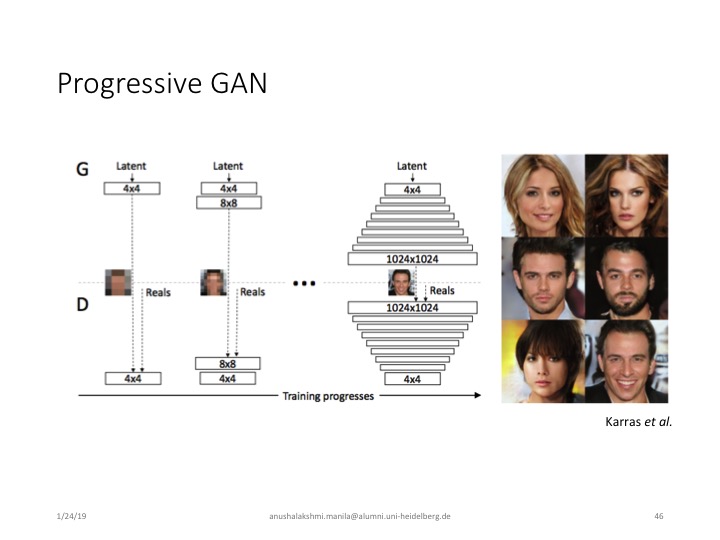 Progressive GAN
G
Latent
Latent
Latent
4x4
4x4
4x4
8x8
1024x1024
...
Reals
Reals
Reals
D
1024x1024
8x8
4x4
4x4
4x4
Training progresses
Karras et al.
1/24/19
anushalakshmi.manila@alumni.uni-heidelberg.de
46